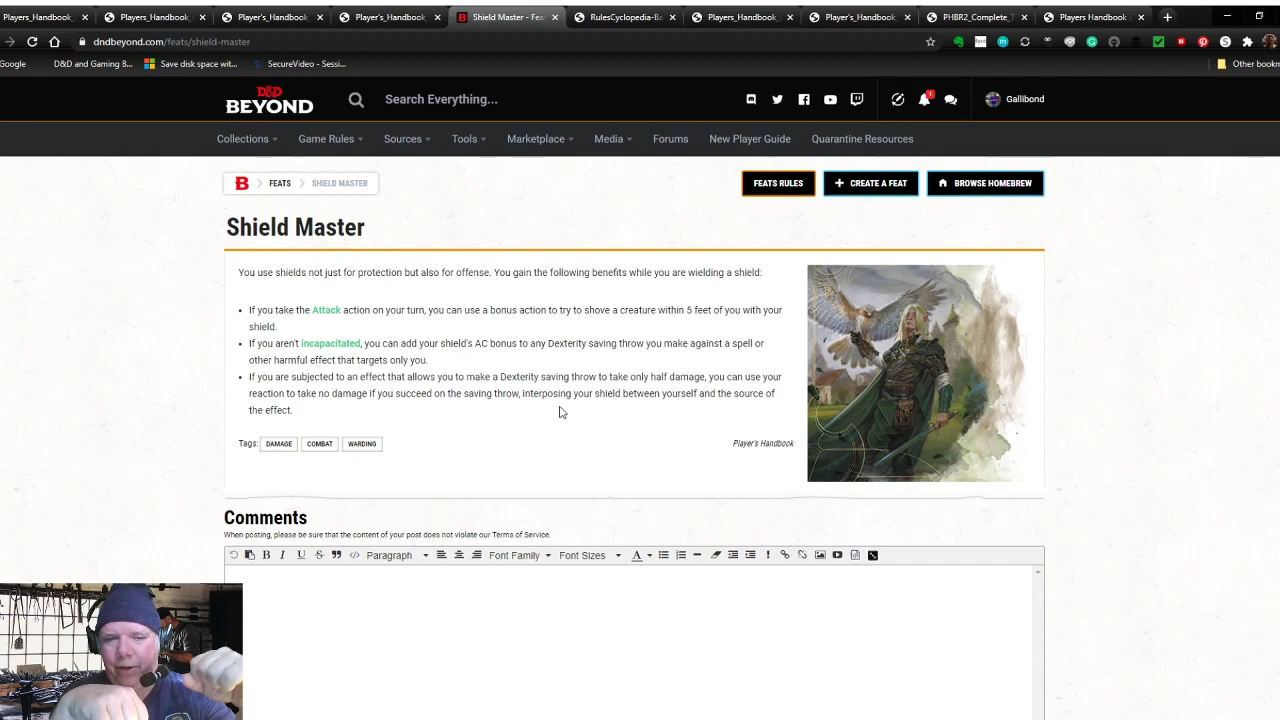 Players_Handbook_ Players_Handbook_ Player's_Handbook_ Player's_Handbook_ Shield Master - Fea RulesCyclopedia-Ba Players_Handbook_ Player's_Handbook_ PHBR2_Complete_T Players Handbook 2
dndbeyond.com/feats/shield-master
Google D&D and Gaming B... Save disk space wit... SecureVideo - Sessi... Other bookm
D&D
BEYOND Search Everything... 1 Gallibond
Collections Game Rules Sources Tools Marketplace Media Forums New Player Guide Quarantine Resources
B FEATS SHIELD MASTER FEATS RULES + CREATE A FEAT BROWSE HOMEBREW
Shield Master
You use shields not just for protection but also for offense. You gain the following benefits while you are wielding a shield:
• If you take the Attack action on your turn, you can use a bonus action to try to shove a creature within 5 feet of you with your
shield.
• If you aren't incapacitated, you can add your shield's AC bonus to any Dexterity saving throw you make against a spell or
other harmful effect that targets only you.
• If you are subjected to an effect that allows you to make a Dexterity saving throw to take only half damage, you can use your
reaction to take no damage if you succeed on the saving throw, interposing your shield between yourself and the source of
the effect.
Tags: DAMAGE COMBAT WARDING Player's Handbook
Comments
When posting, please be sure that the content of your post does not violate our Terms of Service.
B I U S Paragraph Font Family Font Sizes A